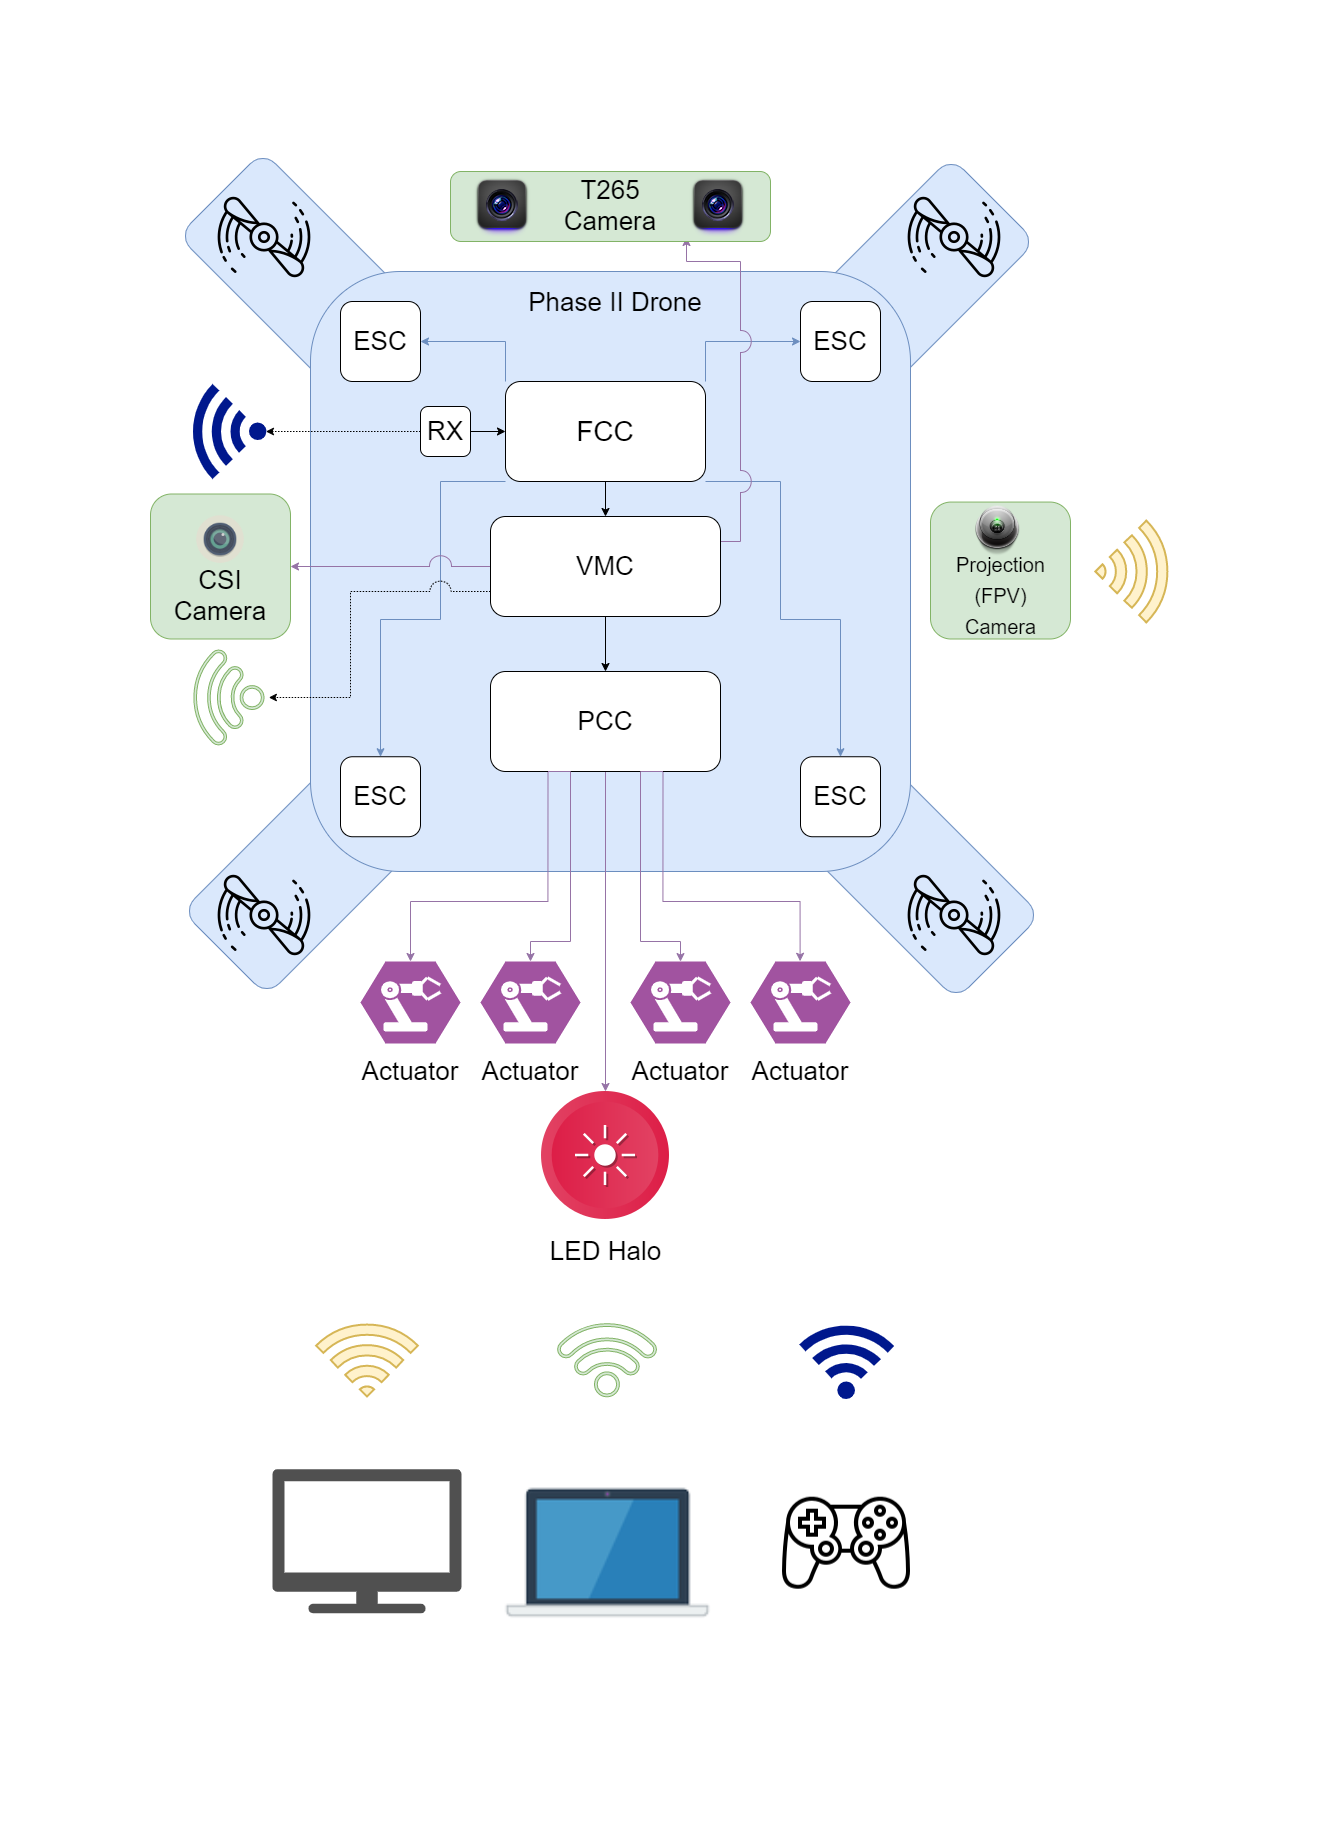 T265
Camera
Phase II Drone
ESC
ESC
RX
FCC
CSI
Camera
VMC
Projection
(FPV)
Camera
PCC
ESC
ESC
Actuator
Actuator
Actuator
Actuator
LED Halo